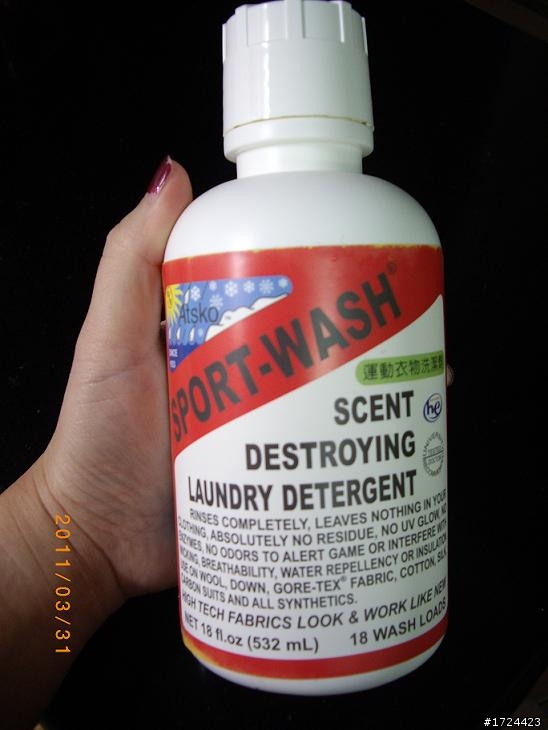 Atsko
SINCE
1933
SPORT-WASH®
運動衣物洗潔劑
SCENT
he
DESTROYING
LAUNDRY DETERGENT
RINSES COMPLETELY, LEAVES NOTHING IN YOUR
CLOTHING, ABSOLUTELY NO RESIDUE, NO UV GLOW, NO
ENZYMES, NO ODORS TO ALERT GAME OR INTERFERE WITH
WICKING, BREATHABILITY, WATER REPELLENCY OR INSULATION
USE ON WOOL, DOWN, GORE-TEX® FABRIC, COTTON, SILK,
CARBON SUITS AND ALL SYNTHETICS.
HIGH TECH FABRICS LOOK & WORK LIKE NEW
NET 18 fl.oz (532 mL) 18 WASH LOADS
2011/03/31
#1724423